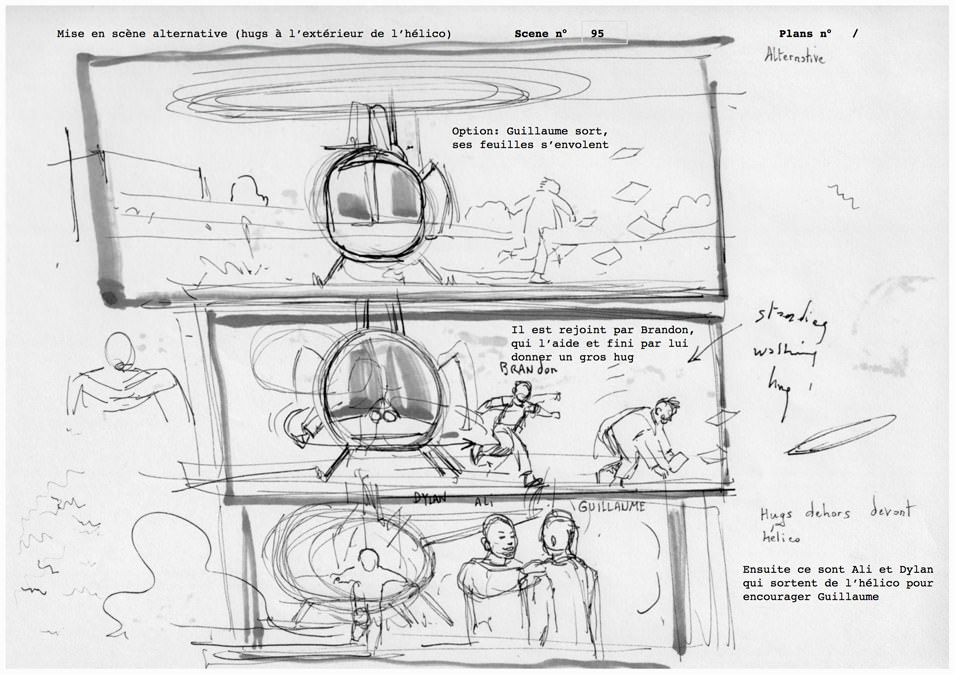 Mise en scène alternative (hugs à l'extérieur de l'hélico)
Scene n° 95
Plans n° /
Alternative
Option: Guillaume sort,
ses feuilles s'envolent
Il est rejoint par Brandon,
qui l'aide et fini par lui
donner un gros hug
BRANDON
standing
walking
hug !
DYLAN
ALi
GUILLAUME
Hugs dehors devant
hélico
Ensuite ce sont Ali et Dylan
qui sortent de l'hélico pour
encourager Guillaume